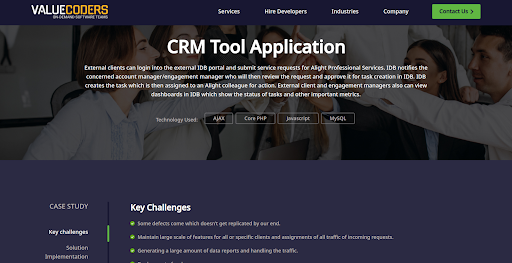 VALUECODERS
ON-DEMAND SOFTWARE TEAMS
Services
Hire Developers
Industries
Company
Contact Us
CRM Tool Application
External clients can login into the external IDB portal and submit service requests for Alight Professional Services. IDB notifies the
concerned account manager/engagement manager who will then review the request and approve it for task creation in IDB. IDB
creates the task which is then assigned to an Alight colleague for action. External client and engagement managers also can view
dashboards in IDB which show the status of tasks and other important metrics.
Technology Used:
AJAX
Core PHP
Javascript
MySQL
CASE STUDY
Key challenges
Solution
Implementation
Key Challenges
Some defects come which doesn't get replicated by our end.
Maintain large scale of features for all or specific clients and assignments of all traffic of incoming requests.
Generating a large amount of data reports and handling the traffic.